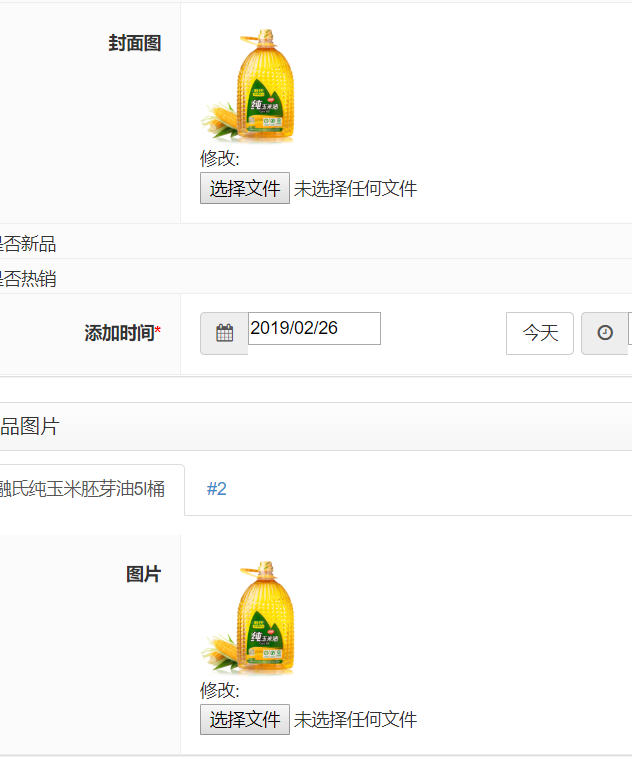 封面图
纯玉米油
修改:
选择文件 未选择任何文件
是否新品
是否热销
添加时间*
2019/02/26
今天
品图片
融氏纯玉米胚芽油5l桶
#2
图片
纯玉米油
修改:
选择文件 未选择任何文件